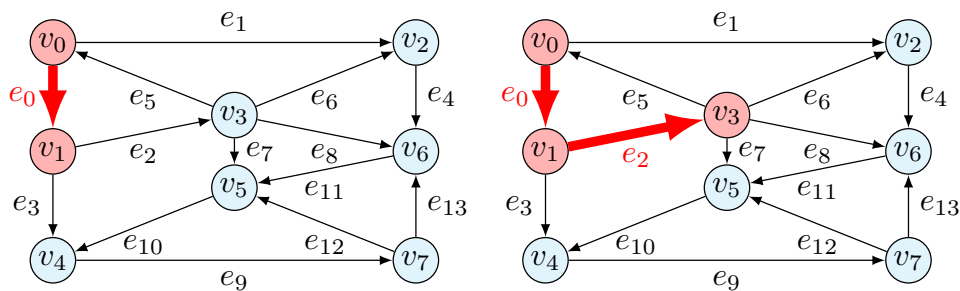 e1 e1
v0 v2 v0 v2
e0 e5 e6 e4 e0 e5 e6 e4
v3 v3
v1 e2 e7 e8 v6 v1 e2 e7 e8 v6
v5 e11 v5 e11
e3 e13 e3 e13
e10 e12 e10 e12
v4 v7 v4 v7
e9 e9